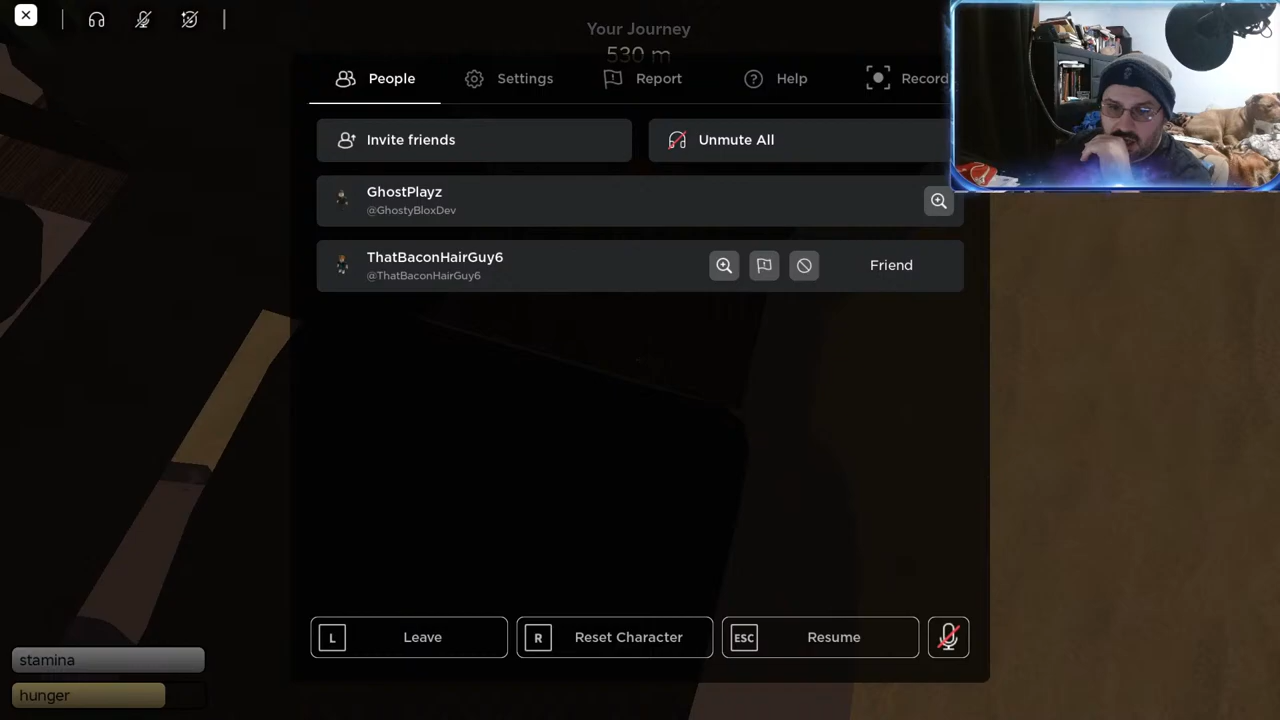 Your Journey
530 m
People
Settings
Report
Help
Record
Invite friends
Unmute All
GhostPlayz
@GhostyBloxDev
ThatBaconHairGuy6
@ThatBaconHairGuy6
Friend
L
Leave
R
Reset Character
ESC
Resume
stamina
hunger